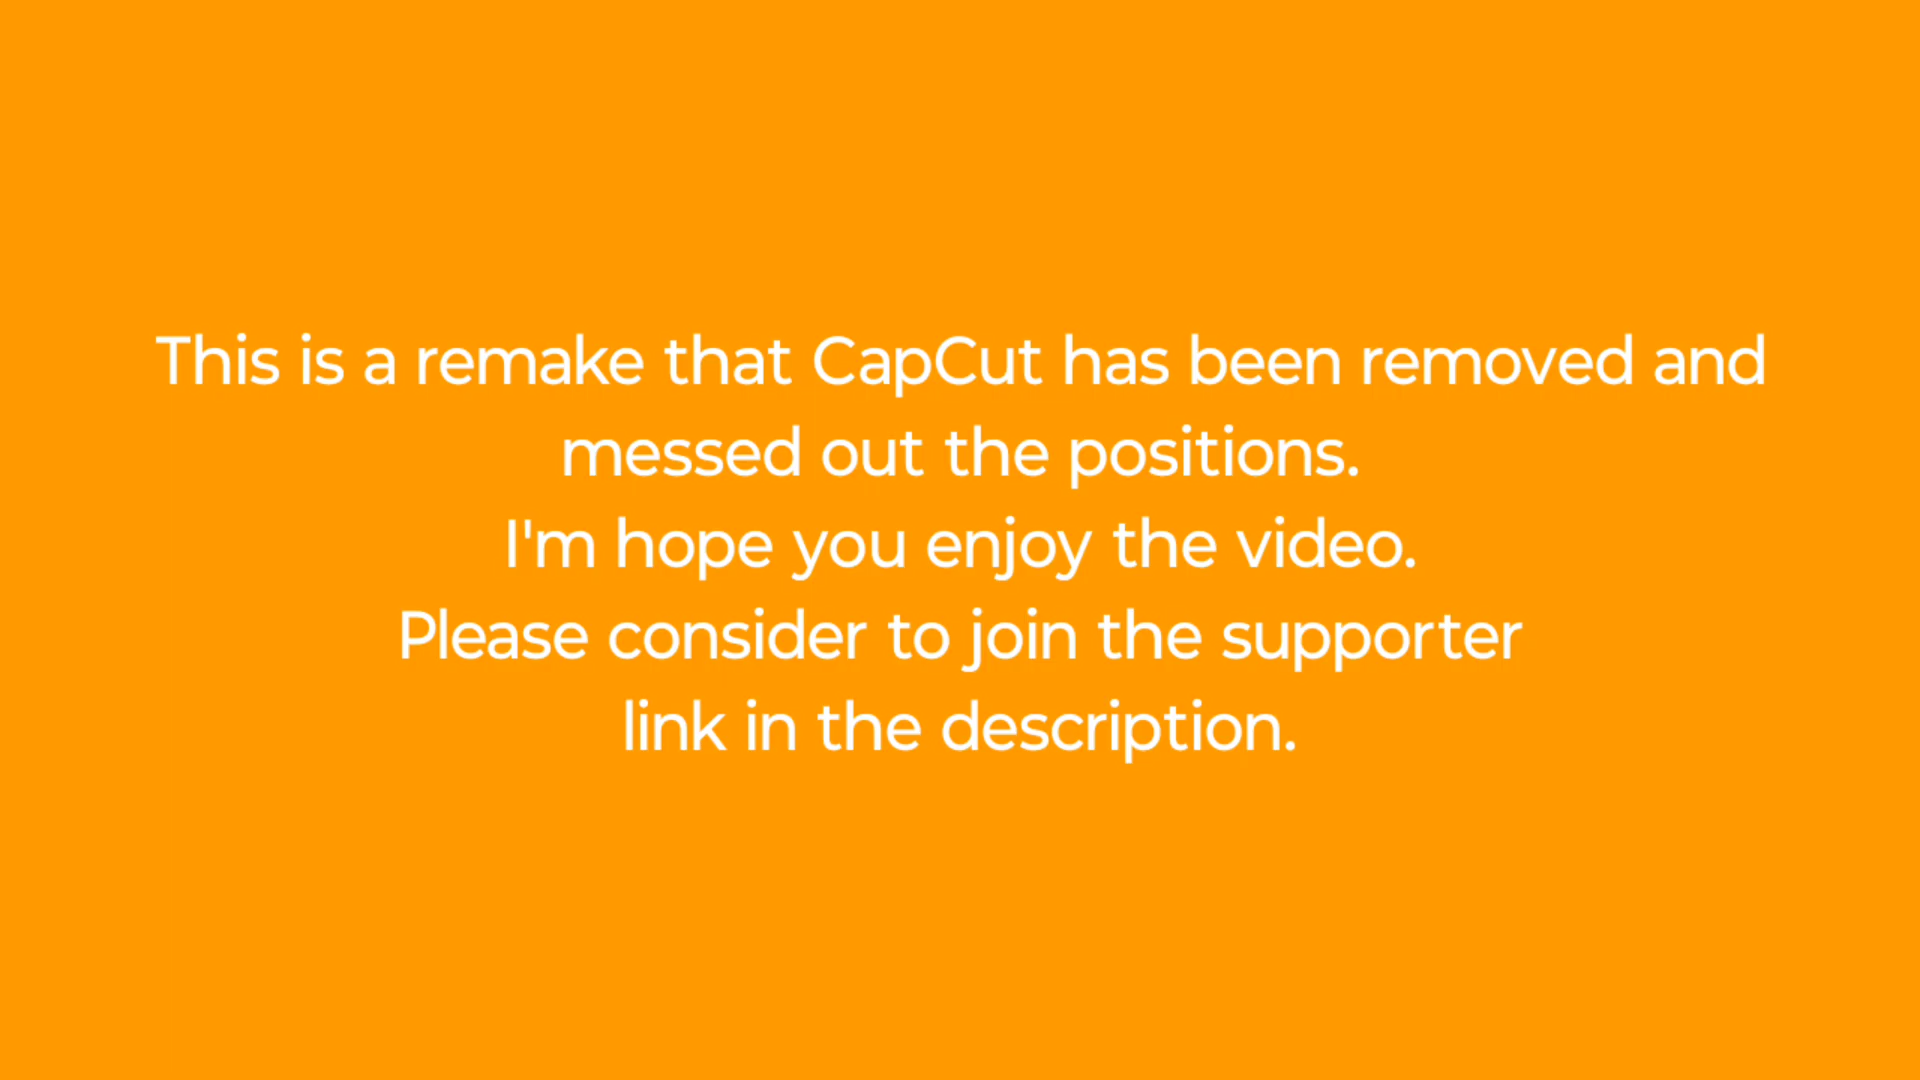 This is a remake that CapCut has been removed and
messed out the positions.
I'm hope you enjoy the video.
Please consider to join the supporter
link in the description.